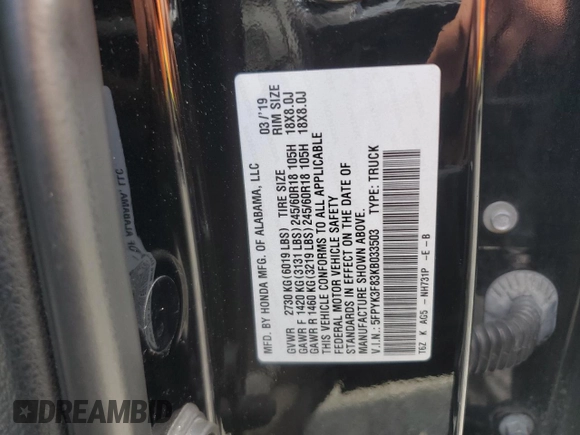 MFD. BY HONDA MFG. OF ALABAMA, LLC 03/'19
GVWR 2730 KG(6019 LBS) TIRE SIZE RIM SIZE
GAWR F 1420 KG(3131 LBS) 245/60R18 105H 18X8.0J
GAWR R 1460 KG(3219 LBS) 245/60R18 105H 18X8.0J
THIS VEHICLE CONFORMS TO ALL APPLICABLE
FEDERAL MOTOR VEHICLE SAFETY
STANDARDS IN EFFECT ON THE DATE OF
MANUFACTURE SHOWN ABOVE.
V.I.N.: 5FPYK3F83KB033503 TYPE: TRUCK
T6Z K AG5 -NH731P -E-B
DREAMBID